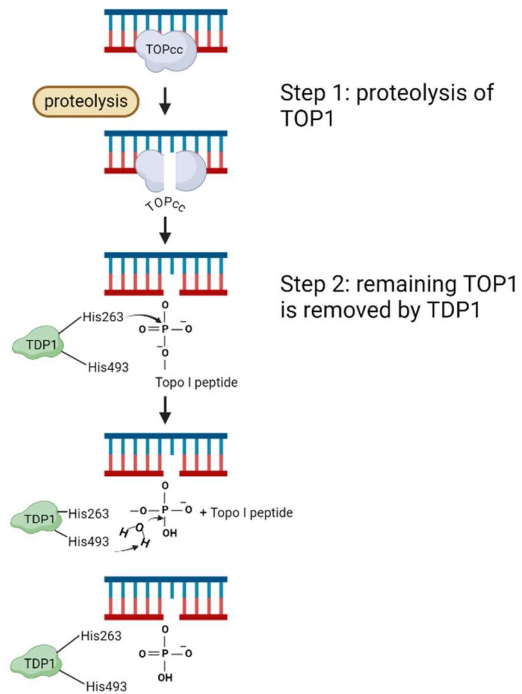 TOPcc
proteolysis
Step 1: proteolysis of
TOP1
TOPcc
Step 2: remaining TOP1
is removed by TDP1
O
His263
O=P—O
−
TDP1
O
−
His493
Topo I peptide
O
His263
—O—P—O + Topo I peptide
−
TDP1
O
H
OH
His493
H
O
His263
O=P—O
−
TDP1
OH
His493